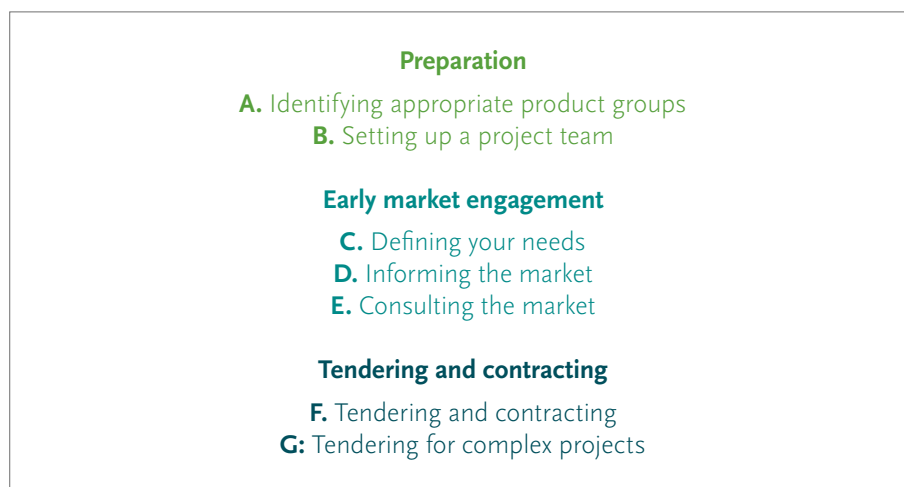 Preparation
A. Identifying appropriate product groups
B. Setting up a project team
Early market engagement
C. Defining your needs
D. Informing the market
E. Consulting the market
Tendering and contracting
F. Tendering and contracting
G: Tendering for complex projects